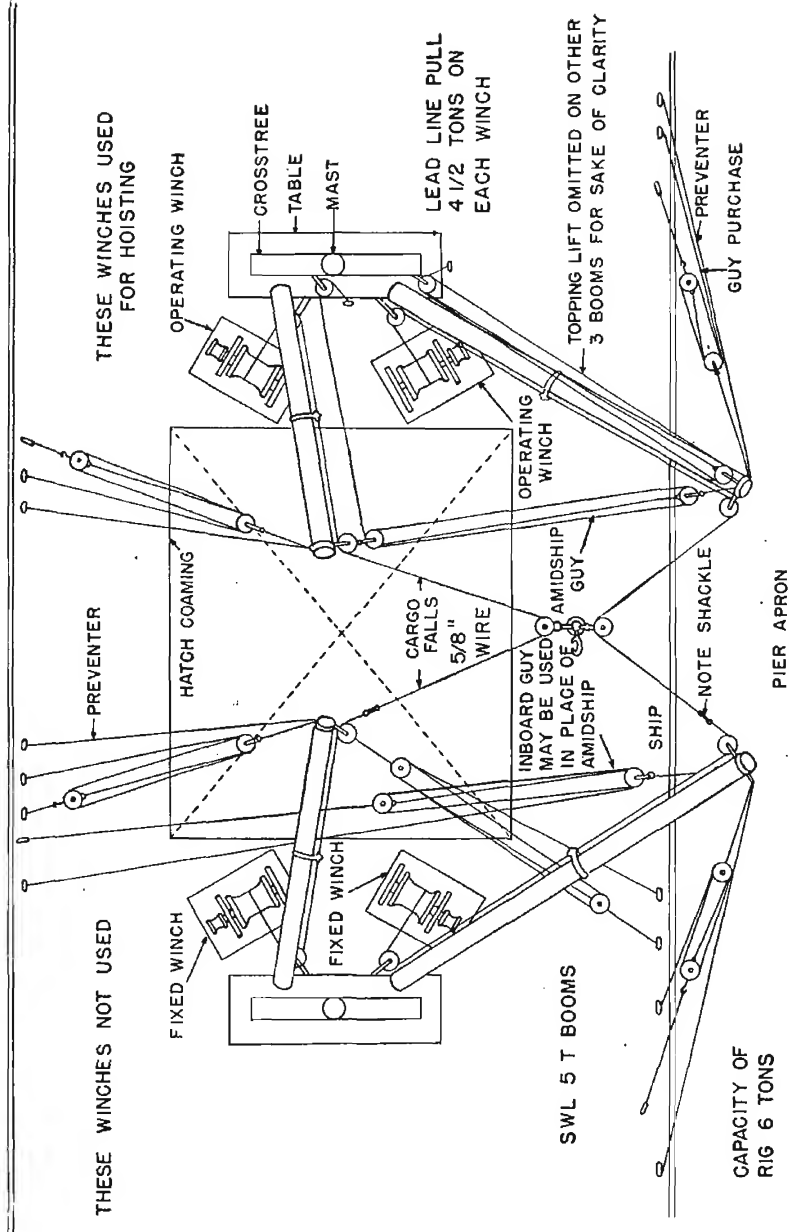 THESE WINCHES NOT USED
THESE WINCHES USED
FOR HOISTING
PREVENTER
HATCH COAMING
OPERATING WINCH
CROSSTREE
TABLE
MAST
FIXED WINCH
FIXED WINCH
CARGO
FALLS
5/8"
WIRE
OPERATING
WINCH
LEAD LINE PULL
4 1/2 TONS ON
EACH WINCH
INBOARD GUY
MAY BE USED
IN PLACE OF
AMIDSHIP
AMIDSHIP
GUY
TOPPING LIFT OMITTED ON OTHER
3 BOOMS FOR SAKE OF CLARITY
SWL 5 T BOOMS
SHIP
NOTE SHACKLE
PREVENTER
GUY PURCHASE
CAPACITY OF
RIG 6 TONS
PIER APRON